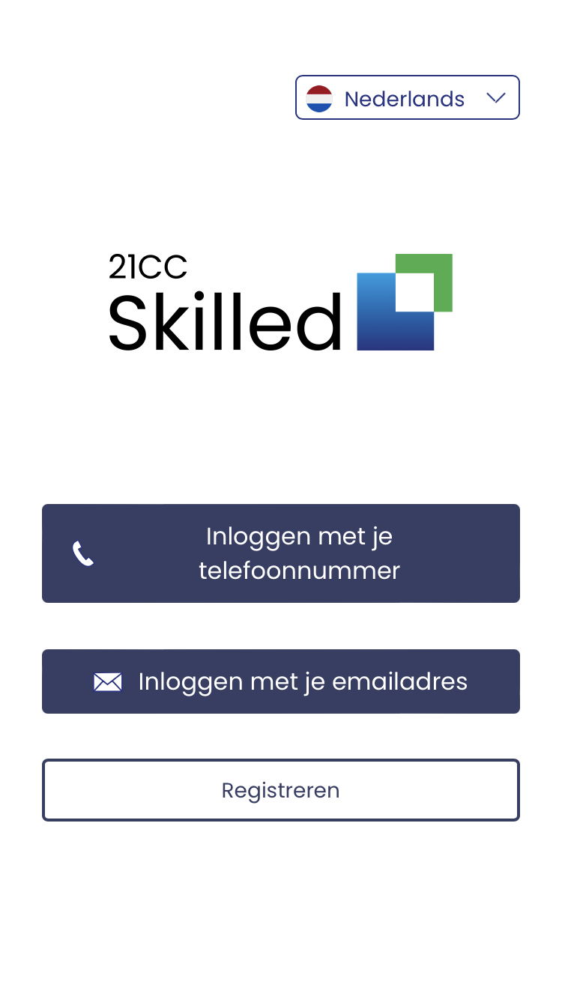 Nederlands
21CC
Skilled
Inloggen met je
telefoonnummer
Inloggen met je emailadres
Registreren